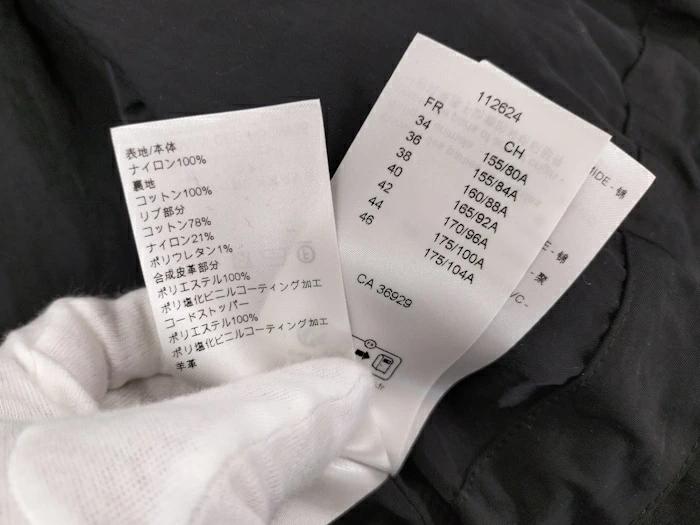 表地/本体
ナイロン100%
裏地
コットン100%
リブ部分
コットン78%
ナイロン21%
ポリウレタン1%
合成皮革部分
ポリエステル100%
ポリ塩化ビニルコーティング加工
コードストッパー
ポリエステル100%
ポリ塩化ビニルコーティング加工
羊革
112624
FR CH
34 155/80A
36 155/84A
38 160/88A
40 165/92A
42 170/96A
44 175/100A
46 175/104A
CA 36929
.fr
IDE - 锦
E - 锦
- 聚
/C -